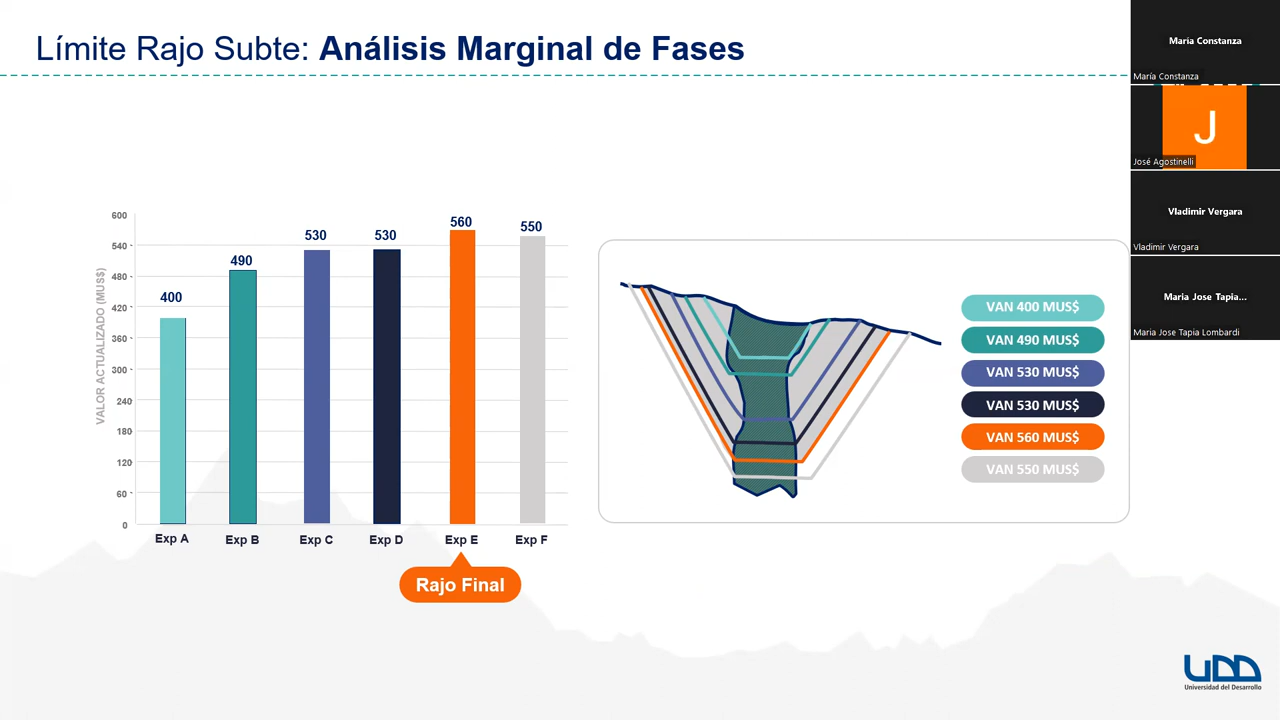 Límite Rajo Subte: Análisis Marginal de Fases
VALOR ACTUALIZADO (MUS$)
600
540
480
420
360
300
240
180
120
60
0
400
490
530
530
560
550
Exp A
Exp B
Exp C
Exp D
Exp E
Exp F
Rajo Final
VAN 400 MUS$
VAN 490 MUS$
VAN 530 MUS$
VAN 530 MUS$
VAN 560 MUS$
VAN 550 MUS$
María Constanza
María Constanza
J
José Agostinelli
Vladimir Vergara
Vladimir Vergara
Maria Jose Tapia...
Maria Jose Tapia Lombardi
UDD
Universidad del Desarrollo